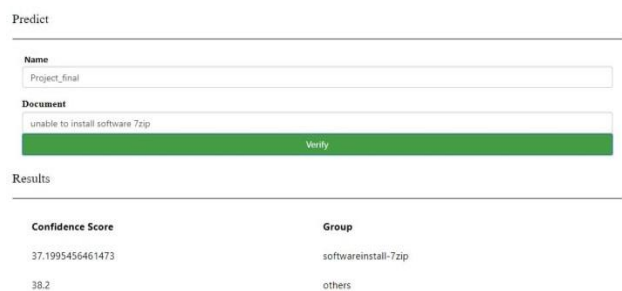 Predict
Name
Project_final
Document
unable to install software 7zip
Verify
Results
Confidence Score Group
37.1995456461473 softwareinstall-7zip
38.2 others